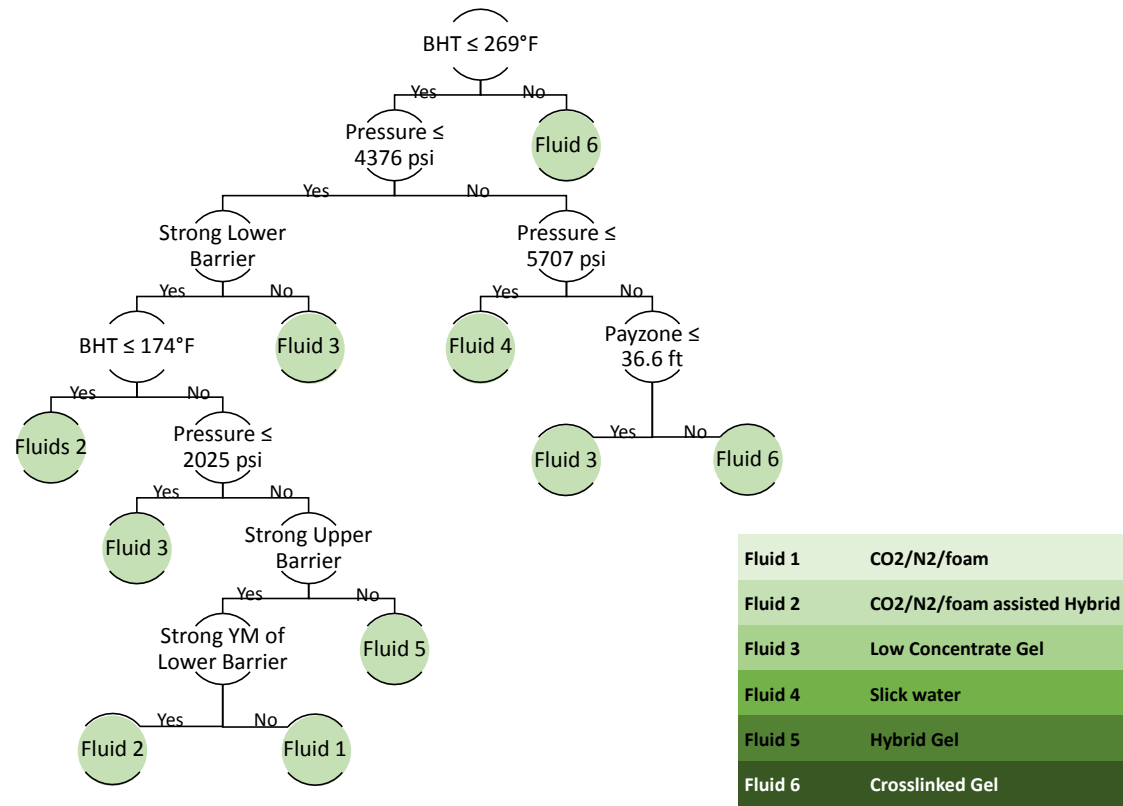 BHT ≤ 269°F
Yes
No
Pressure ≤
4376 psi
Fluid 6
Yes
No
Strong Lower
Barrier
Pressure ≤
5707 psi
Yes
No
Yes
No
BHT ≤ 174°F
Fluid 3
Fluid 4
Payzone ≤
36.6 ft
Yes
No
Fluids 2
Pressure ≤
2025 psi
Yes
No
Fluid 3
Fluid 6
Yes
No
Fluid 3
Strong Upper
Barrier
Yes
No
Strong YM of
Lower Barrier
Fluid 5
Yes
No
Fluid 2
Fluid 1
Fluid 1 CO2/N2/foam
Fluid 2 CO2/N2/foam assisted Hybrid
Fluid 3 Low Concentrate Gel
Fluid 4 Slick water
Fluid 5 Hybrid Gel
Fluid 6 Crosslinked Gel